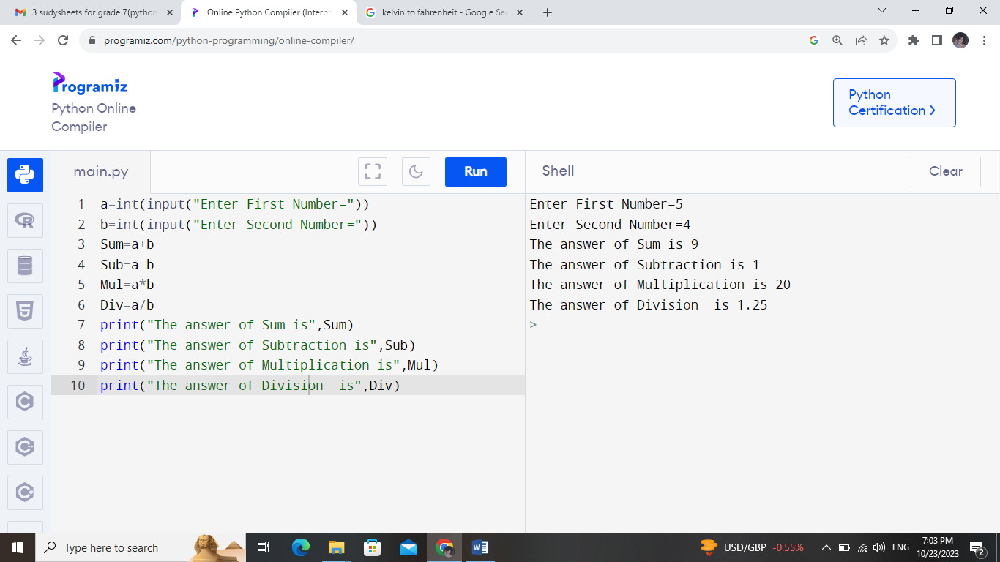 3 sudysheets for grade 7(python
Online Python Compiler (Interpr
kelvin to fahrenheit - Google Sea
programiz.com/python-programming/online-compiler/
Programiz
Python Online
Compiler
Python
Certification >
main.py
Run
Shell
Clear
1 a=int(input("Enter First Number="))
2 b=int(input("Enter Second Number="))
3 Sum=a+b
4 Sub=a-b
5 Mul=a*b
6 Div=a/b
7 print("The answer of Sum is",Sum)
8 print("The answer of Subtraction is",Sub)
9 print("The answer of Multiplication is",Mul)
10 print("The answer of Division  is",Div)
Enter First Number=5
Enter Second Number=4
The answer of Sum is 9
The answer of Subtraction is 1
The answer of Multiplication is 20
The answer of Division  is 1.25
>
Type here to search
USD/GBP -0.55%
ENG
7:03 PM
10/23/2023
2